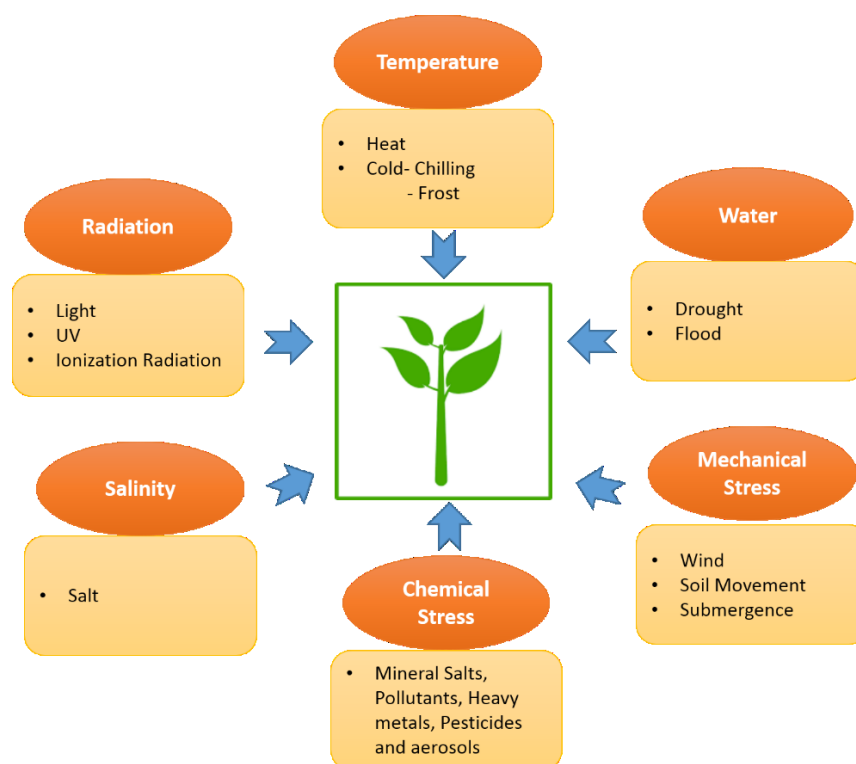 Temperature
• Heat
• Cold- Chilling
- Frost
Radiation
• Light
• UV
• Ionization Radiation
Water
• Drought
• Flood
Salinity
• Salt
Mechanical
Stress
• Wind
• Soil Movement
• Submergence
Chemical
Stress
• Mineral Salts,
Pollutants, Heavy
metals, Pesticides
and aerosols